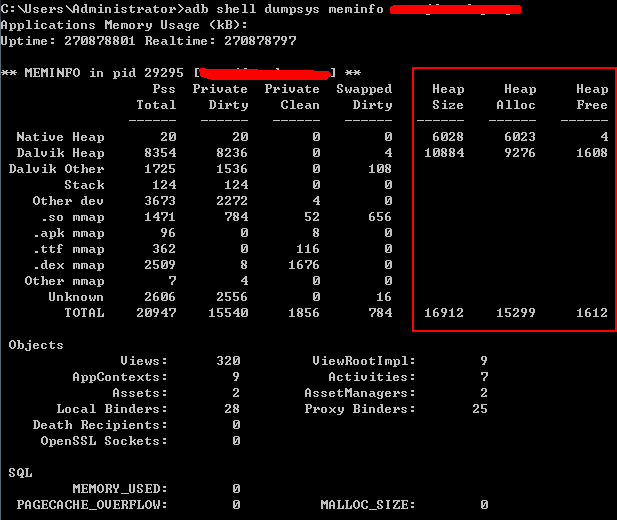 C:\Users\Administrator>adb shell dumpsys meminfo
Applications Memory Usage (kB):
Uptime: 270878801 Realtime: 270878797
** MEMINFO in pid 29295 [ ] **
Pss Private Private Swapped Heap Heap Heap
Total Dirty Clean Dirty Size Alloc Free
------ ------ ------ ------ ------ ------ ------
Native Heap 20 20 0 0 6028 6023 4
Dalvik Heap 8354 8236 0 4 10884 9276 1608
Dalvik Other 1725 1536 0 108
Stack 124 124 0 0
Other dev 3673 2272 4 0
.so mmap 1471 784 52 656
.apk mmap 96 0 8 0
.ttf mmap 362 0 116 0
.dex mmap 2509 8 1676 0
Other mmap 7 4 0 0
Unknown 2606 2556 0 16
TOTAL 20947 15540 1856 784 16912 15299 1612
Objects
Views: 320 ViewRootImpl: 9
AppContexts: 9 Activities: 7
Assets: 2 AssetManagers: 2
Local Binders: 28 Proxy Binders: 25
Death Recipients: 0
OpenSSL Sockets: 0
SQL
MEMORY_USED: 0
PAGECACHE_OVERFLOW: 0 MALLOC_SIZE: 0